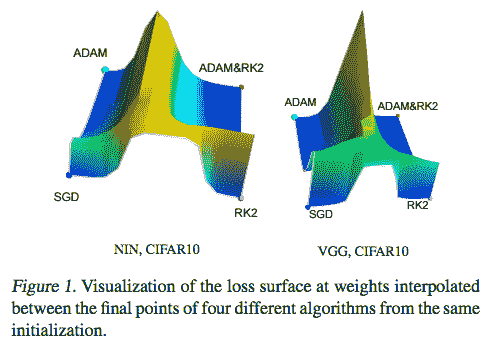 ADAM
ADAM&RK2
SGD
RK2
NIN, CIFAR10
ADAM
ADAM&RK2
SGD
RK2
VGG, CIFAR10
Figure 1. Visualization of the loss surface at weights interpolated
between the final points of four different algorithms from the same
initialization.